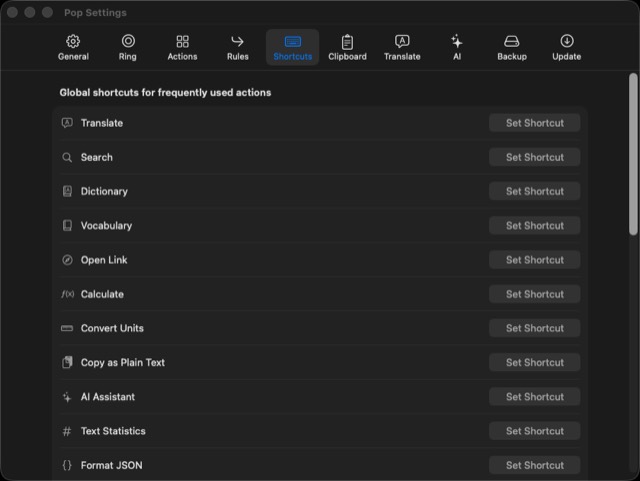 Pop Settings
General Ring Actions Rules Shortcuts Clipboard Translate AI Backup Update
Global shortcuts for frequently used actions
Translate Set Shortcut
Search Set Shortcut
Dictionary Set Shortcut
Vocabulary Set Shortcut
Open Link Set Shortcut
f(x) Calculate Set Shortcut
Convert Units Set Shortcut
Copy as Plain Text Set Shortcut
AI Assistant Set Shortcut
# Text Statistics Set Shortcut
{} Format JSON Set Shortcut